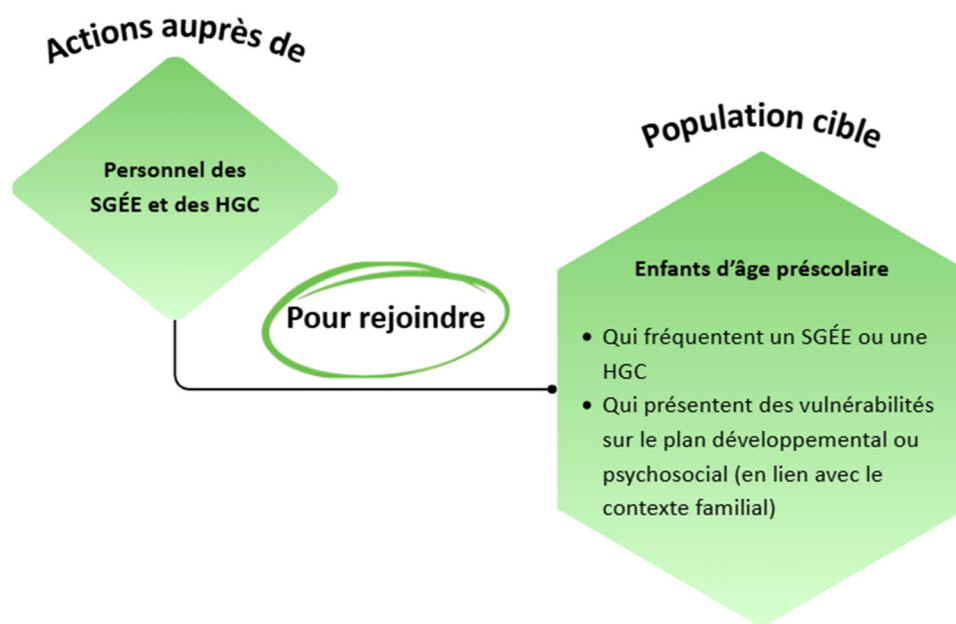 Actions auprès de
Personnel des
SGÉE et des HGC
Pour rejoindre
Population cible
Enfants d'âge préscolaire
• Qui fréquentent un SGÉE ou une
HGC
• Qui présentent des vulnérabilités
sur le plan développemental ou
psychosocial (en lien avec le
contexte familial)